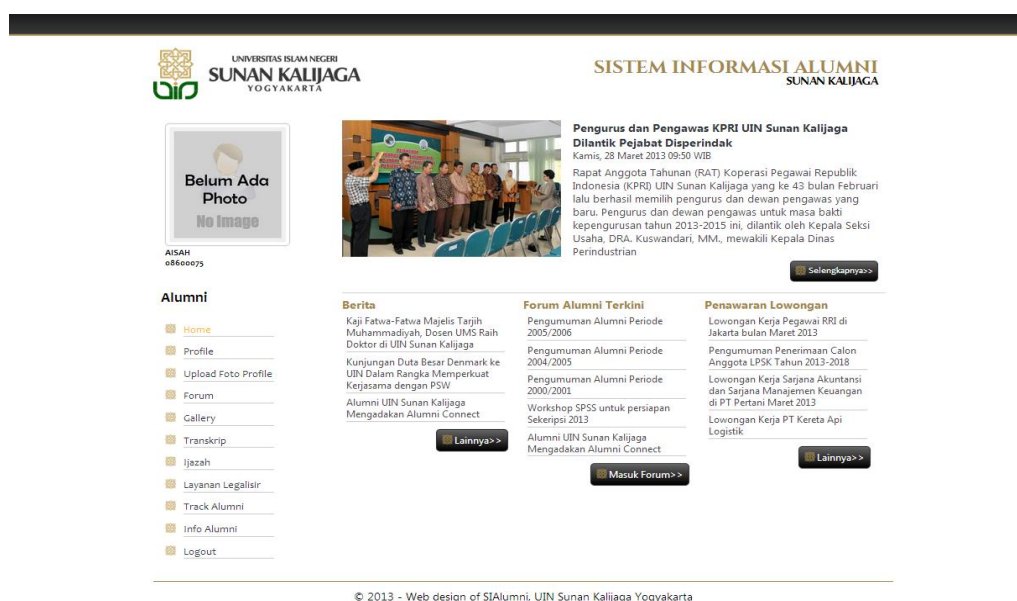 UNIVERSITAS ISLAM NEGERI
SUNAN KALIJAGA
YOGYAKARTA
SISTEM INFORMASI ALUMNI
SUNAN KALIJAGA
Belum Ada
Photo
No Image
AISAH
08600075
Alumni
Home
Profile
Upload Foto Profile
Forum
Gallery
Transkrip
Ijazah
Layanan Legalisir
Track Alumni
Info Alumni
Logout
Pengurus dan Pengawas KPRI UIN Sunan Kalijaga
Dilantik Pejabat Disperindak
Kamis, 28 Maret 2013 09:50 WIB
Rapat Anggota Tahunan (RAT) Koperasi Pegawai Republik
Indonesia (KPRI) UIN Sunan Kalijaga yang ke 43 bulan Februari
lalu berhasil memilih pengurus dan dewan pengawas yang
baru. Pengurus dan dewan pengawas untuk masa bakti
kepengurusan tahun 2013-2015 ini, dilantik oleh Kepala Seksi
Usaha, DRA. Kuswandari, MM., mewakili Kepala Dinas
Perindustrian
Selengkapnya>>
Berita
Kaji Fatwa-Fatwa Majelis Tarjih
Muhammadiyah, Dosen UMS Raih
Doktor di UIN Sunan Kalijaga
Kunjungan Duta Besar Denmark ke
UIN Dalam Rangka Memperkuat
Kerjasama dengan PSW
Alumni UIN Sunan Kalijaga
Mengadakan Alumni Connect
Lainnya>>
Forum Alumni Terkini
Pengumuman Alumni Periode
2005/2006
Pengumuman Alumni Periode
2004/2005
Pengumuman Alumni Periode
2000/2001
Workshop SPSS untuk persiapan
Sekeripsi 2013
Alumni UIN Sunan Kalijaga
Mengadakan Alumni Connect
Masuk Forum>>
Penawaran Lowongan
Lowongan Kerja Pegawai RRI di
Jakarta bulan Maret 2013
Pengumuman Penerimaan Calon
Anggota LPSK Tahun 2013-2018
Lowongan Kerja Sarjana Akuntansi
dan Sarjana Manajemen Keuangan
di PT Pertani Maret 2013
Lowongan Kerja PT Kereta Api
Logistik
Lainnya>>
© 2013 - Web design of SIAlumni, UIN Sunan Kalijaga Yogyakarta